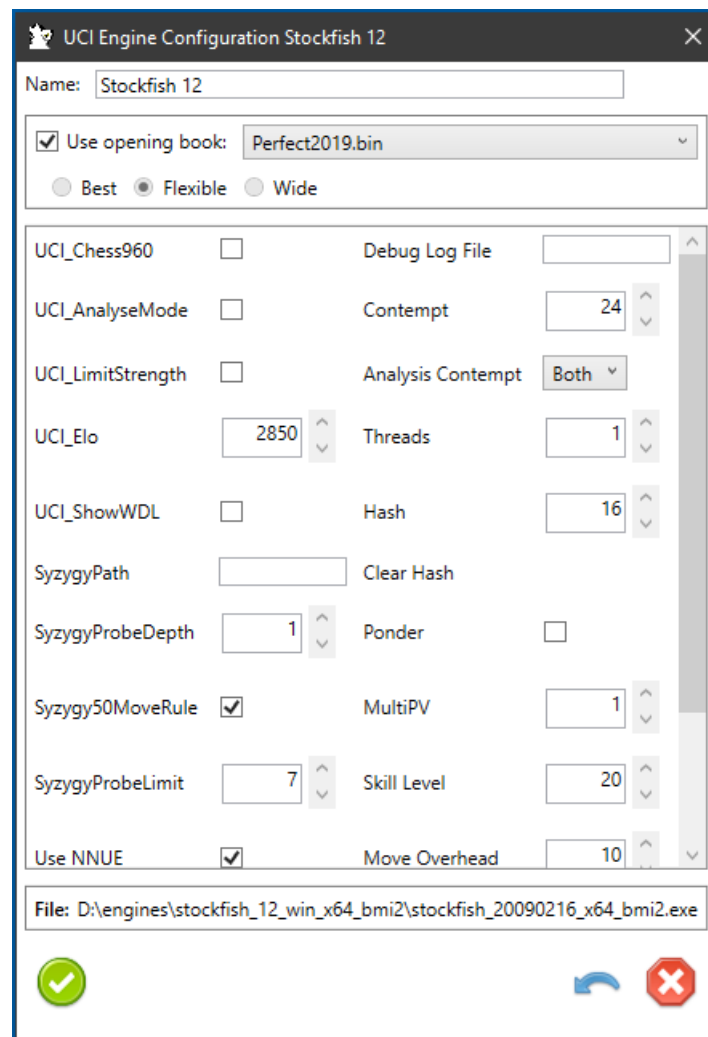 UCI Engine Configuration Stockfish 12
Name: Stockfish 12
Use opening book: Perfect2019.bin
Best Flexible Wide
UCI_Chess960 Debug Log File
UCI_AnalyseMode Contempt 24
UCI_LimitStrength Analysis Contempt Both
UCI_Elo 2850 Threads 1
UCI_ShowWDL Hash 16
SyzygyPath Clear Hash
SyzygyProbeDepth 1 Ponder
Syzygy50MoveRule MultiPV 1
SyzygyProbeLimit 7 Skill Level 20
Use NNUE Move Overhead 10
File: D:\engines\stockfish_12_win_x64_bmi2\stockfish_20090216_x64_bmi2.exe